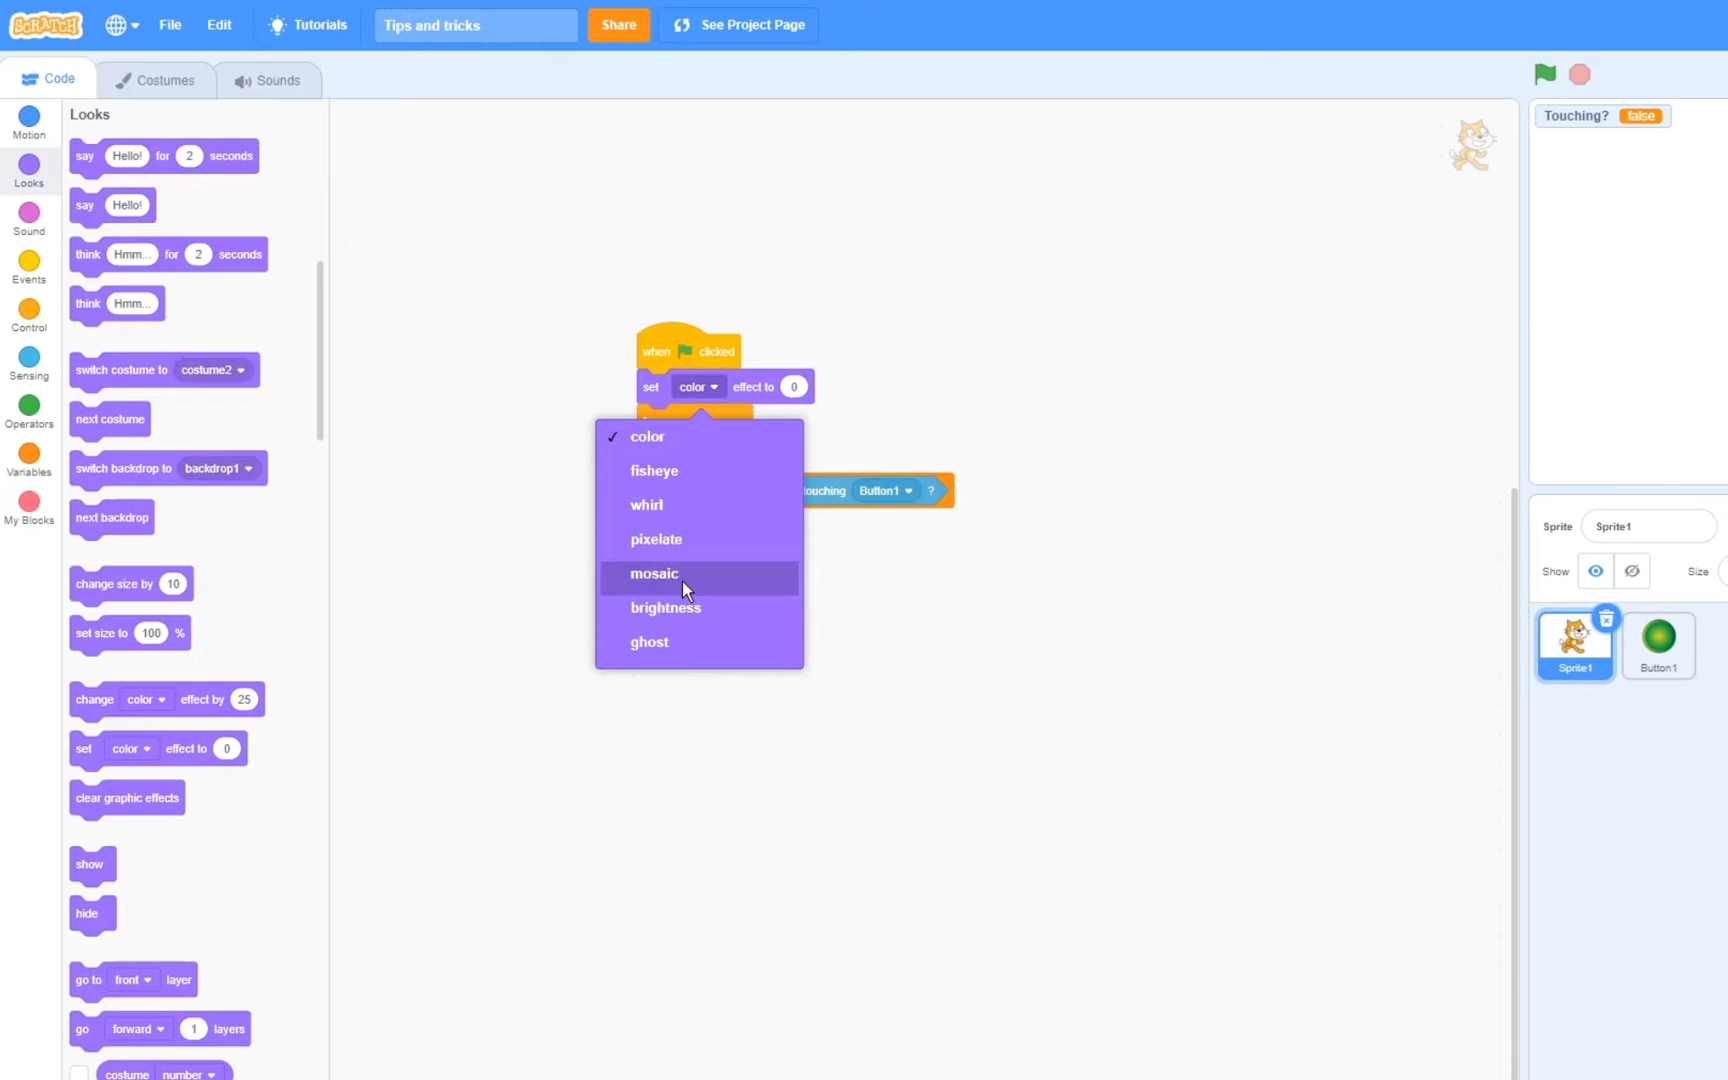 SCRATCH File Edit Tutorials Tips and tricks Share See Project Page
Code Costumes Sounds
Motion
Looks
Sound
Events
Control
Sensing
Operators
Variables
My Blocks
Looks
say Hello! for 2 seconds
say Hello!
think Hmm... for 2 seconds
think Hmm...
switch costume to costume2
next costume
switch backdrop to backdrop1
next backdrop
change size by 10
set size to 100 %
change color effect by 25
set color effect to 0
clear graphic effects
show
hide
go to front layer
go forward 1 layers
costume number
when clicked
set color effect to 0
✓ color
fisheye
whirl
pixelate
mosaic
brightness
ghost
touching Button1 ?
Touching? false
Sprite Sprite1
Show Size
Sprite1 Button1